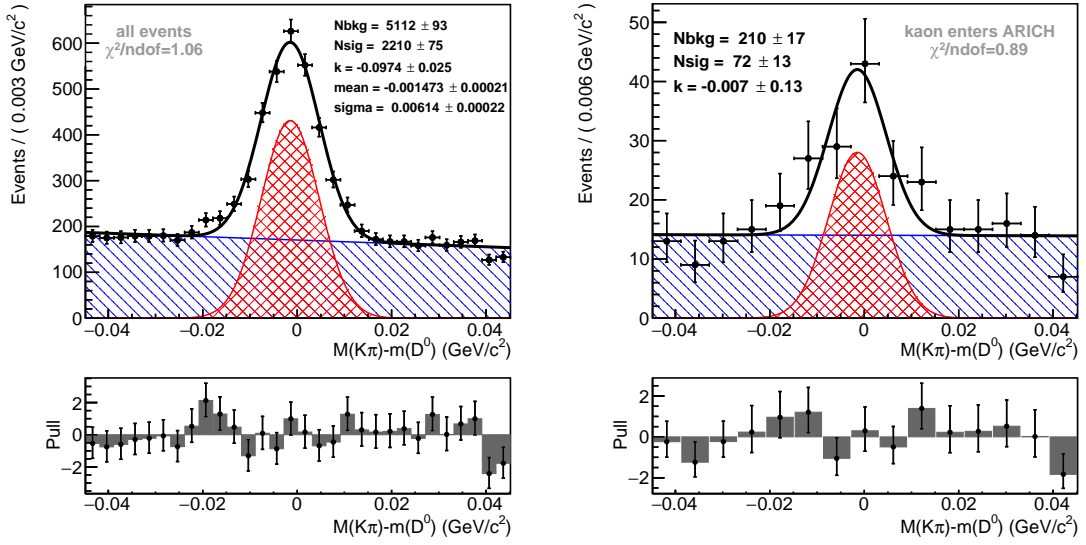 all events
χ²/ndof=1.06
Nbkg = 5112 ± 93
Nsig = 2210 ± 75
k = -0.0974 ± 0.025
mean = -0.001473 ± 0.00021
sigma = 0.00614 ± 0.00022
Events / ( 0.003 GeV/c²)
600
500
400
300
200
100
0
−0.04 −0.02 0 0.02 0.04
M(Kπ)-m(D⁰) (GeV/c²)
Pull
2
0
−2
−0.04 −0.02 0 0.02 0.04
M(Kπ)-m(D⁰) (GeV/c²)
Nbkg = 210 ± 17
Nsig = 72 ± 13
k = -0.007 ± 0.13
kaon enters ARICH
χ²/ndof=0.89
Events / ( 0.006 GeV/c²)
50
40
30
20
10
0
−0.04 −0.02 0 0.02 0.04
M(Kπ)-m(D⁰) (GeV/c²)
Pull
2
0
−2
−0.04 −0.02 0 0.02 0.04
M(Kπ)-m(D⁰) (GeV/c²)